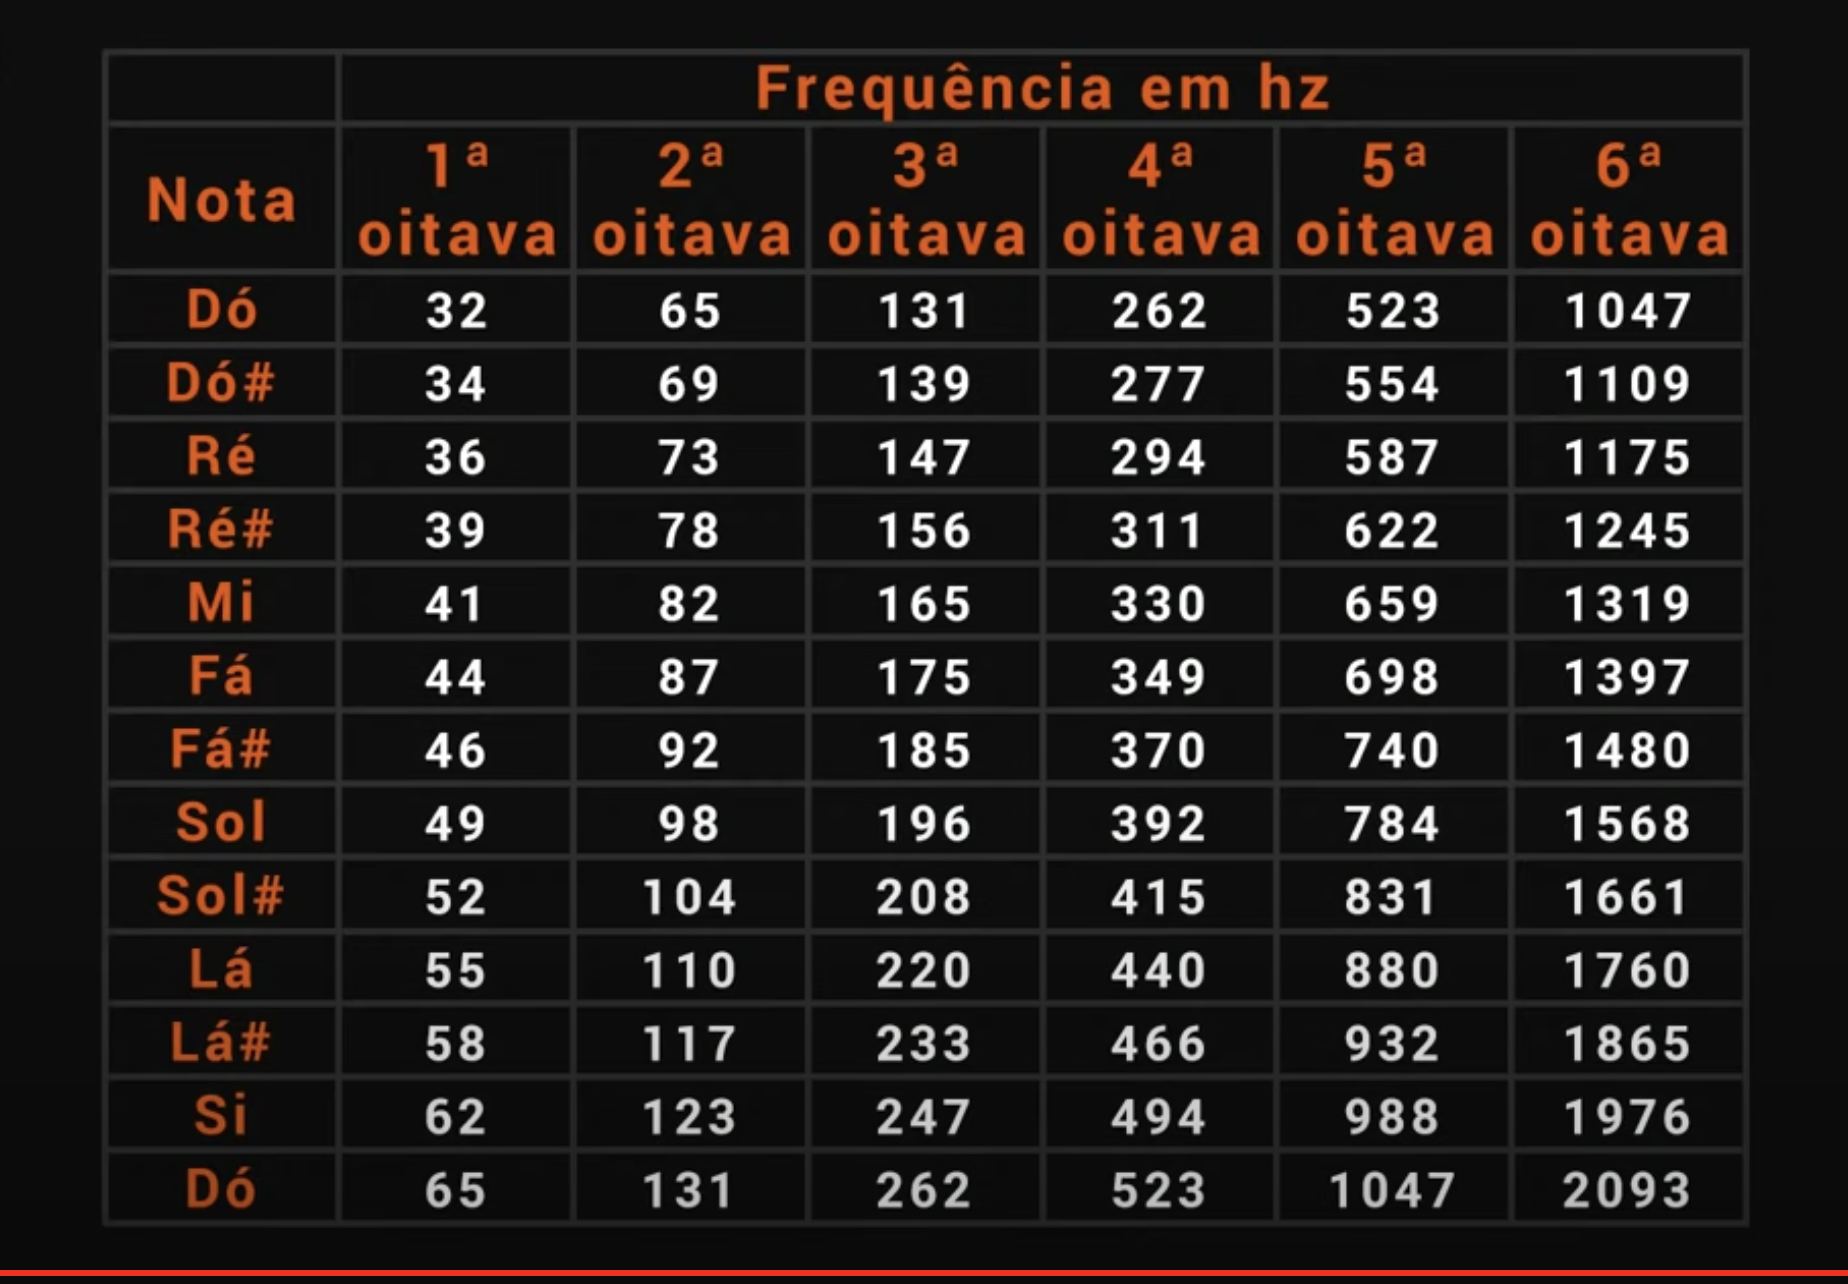 Frequência em hz
Nota 1ª oitava 2ª oitava 3ª oitava 4ª oitava 5ª oitava 6ª oitava
Dó 32 65 131 262 523 1047
Dó# 34 69 139 277 554 1109
Ré 36 73 147 294 587 1175
Ré# 39 78 156 311 622 1245
Mi 41 82 165 330 659 1319
Fá 44 87 175 349 698 1397
Fá# 46 92 185 370 740 1480
Sol 49 98 196 392 784 1568
Sol# 52 104 208 415 831 1661
Lá 55 110 220 440 880 1760
Lá# 58 117 233 466 932 1865
Si 62 123 247 494 988 1976
Dó 65 131 262 523 1047 2093